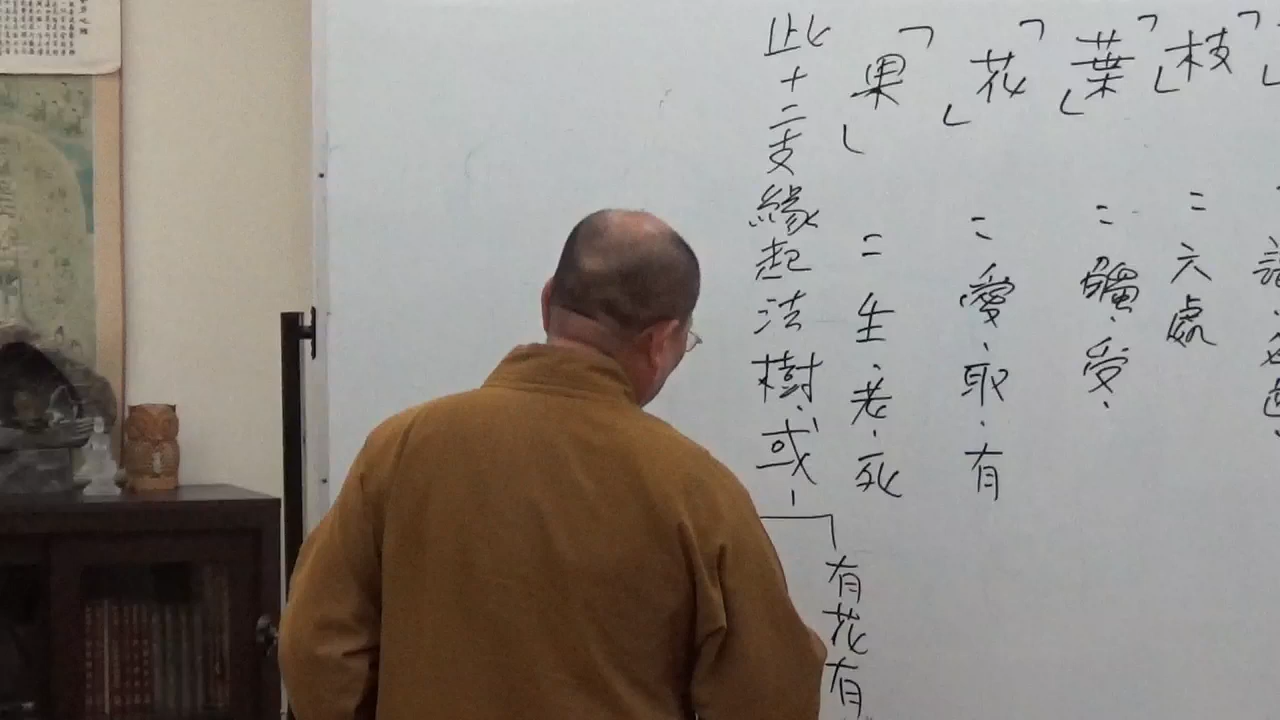 「枝」=六處
「葉」=觸、受、
「花」=愛、取、有
「果」=生、老、死
此十二支緣起法樹、或
有花有